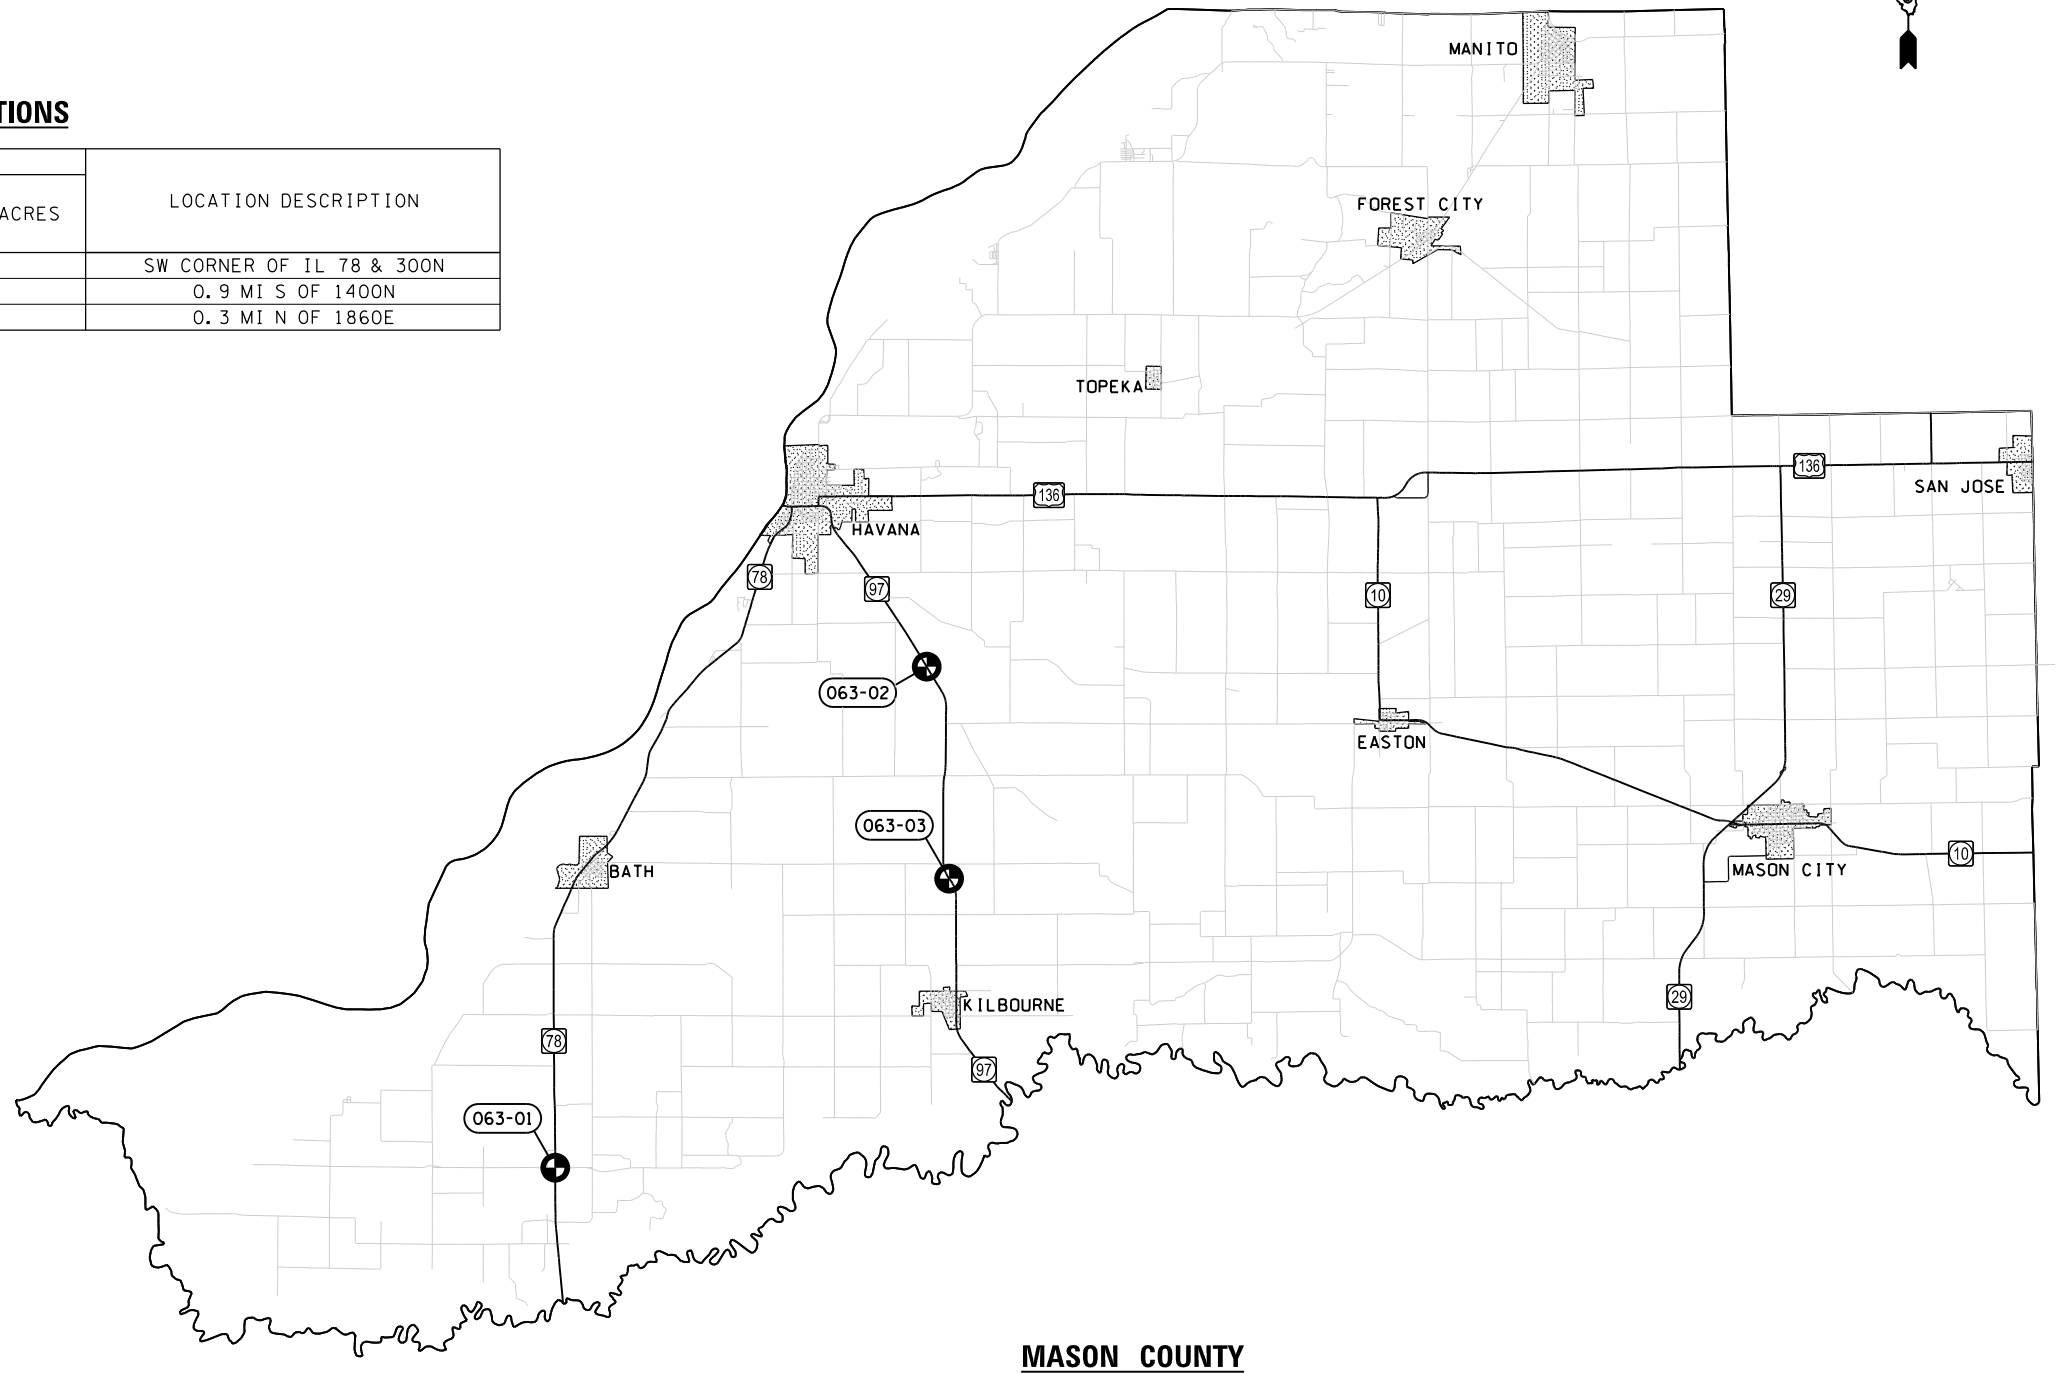 TIONS
ACRES
LOCATION DESCRIPTION
SW CORNER OF IL 78 & 300N
0.9 MI S OF 1400N
0.3 MI N OF 1860E
MANITO
FOREST CITY
TOPEKA
136
136
SAN JOSE
HAVANA
78
97
10
29
063-02
EASTON
063-03
BATH
MASON CITY
10
29
KILBOURNE
78
97
063-01
MASON COUNTY